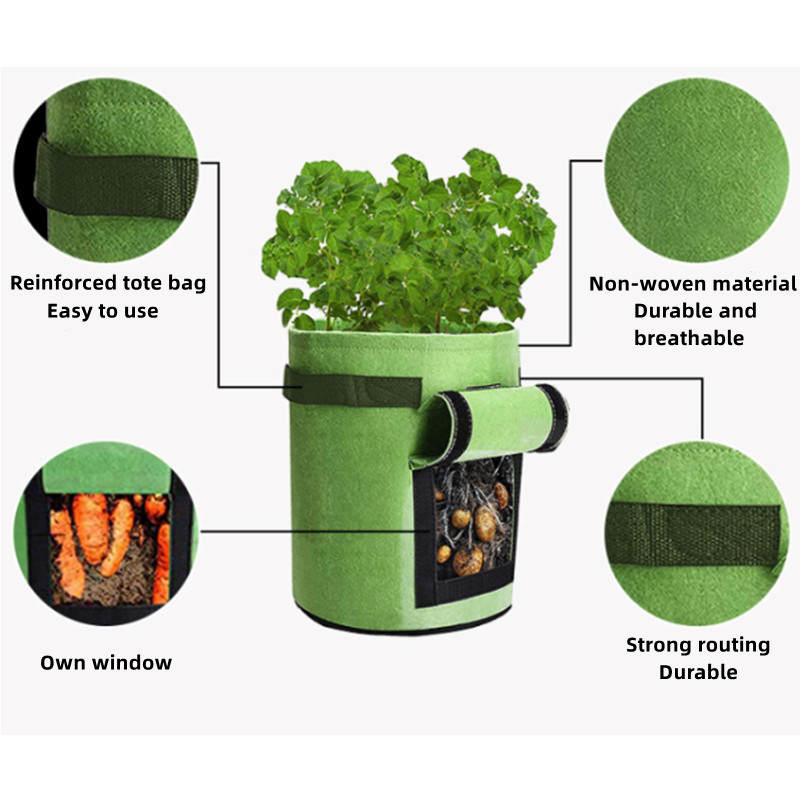 Reinforced tote bag
Easy to use
Non-woven material
Durable and
breathable
Own window
Strong routing
Durable